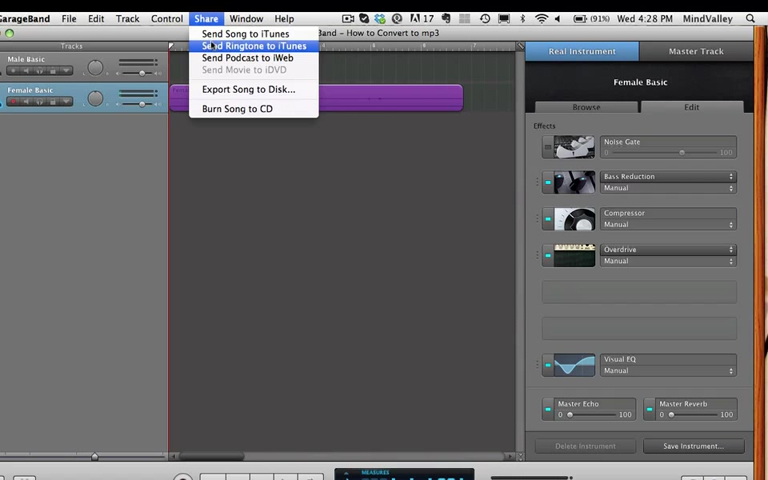 GarageBand File Edit Track Control Share Window Help 17 (91%) Wed 4:28 PM MindValley
Band – How to Convert to mp3
Tracks
Male Basic
Female Basic
Send Song to iTunes
Send Ringtone to iTunes
Send Podcast to iWeb
Send Movie to iDVD
Export Song to Disk...
Burn Song to CD
Real Instrument Master Track
Female Basic
Browse Edit
Effects
Noise Gate
0 100
Bass Reduction
Manual
Compressor
Manual
Overdrive
Manual
Visual EQ
Manual
Master Echo Master Reverb
0 100 0 100
Delete Instrument Save Instrument...
MEASURES